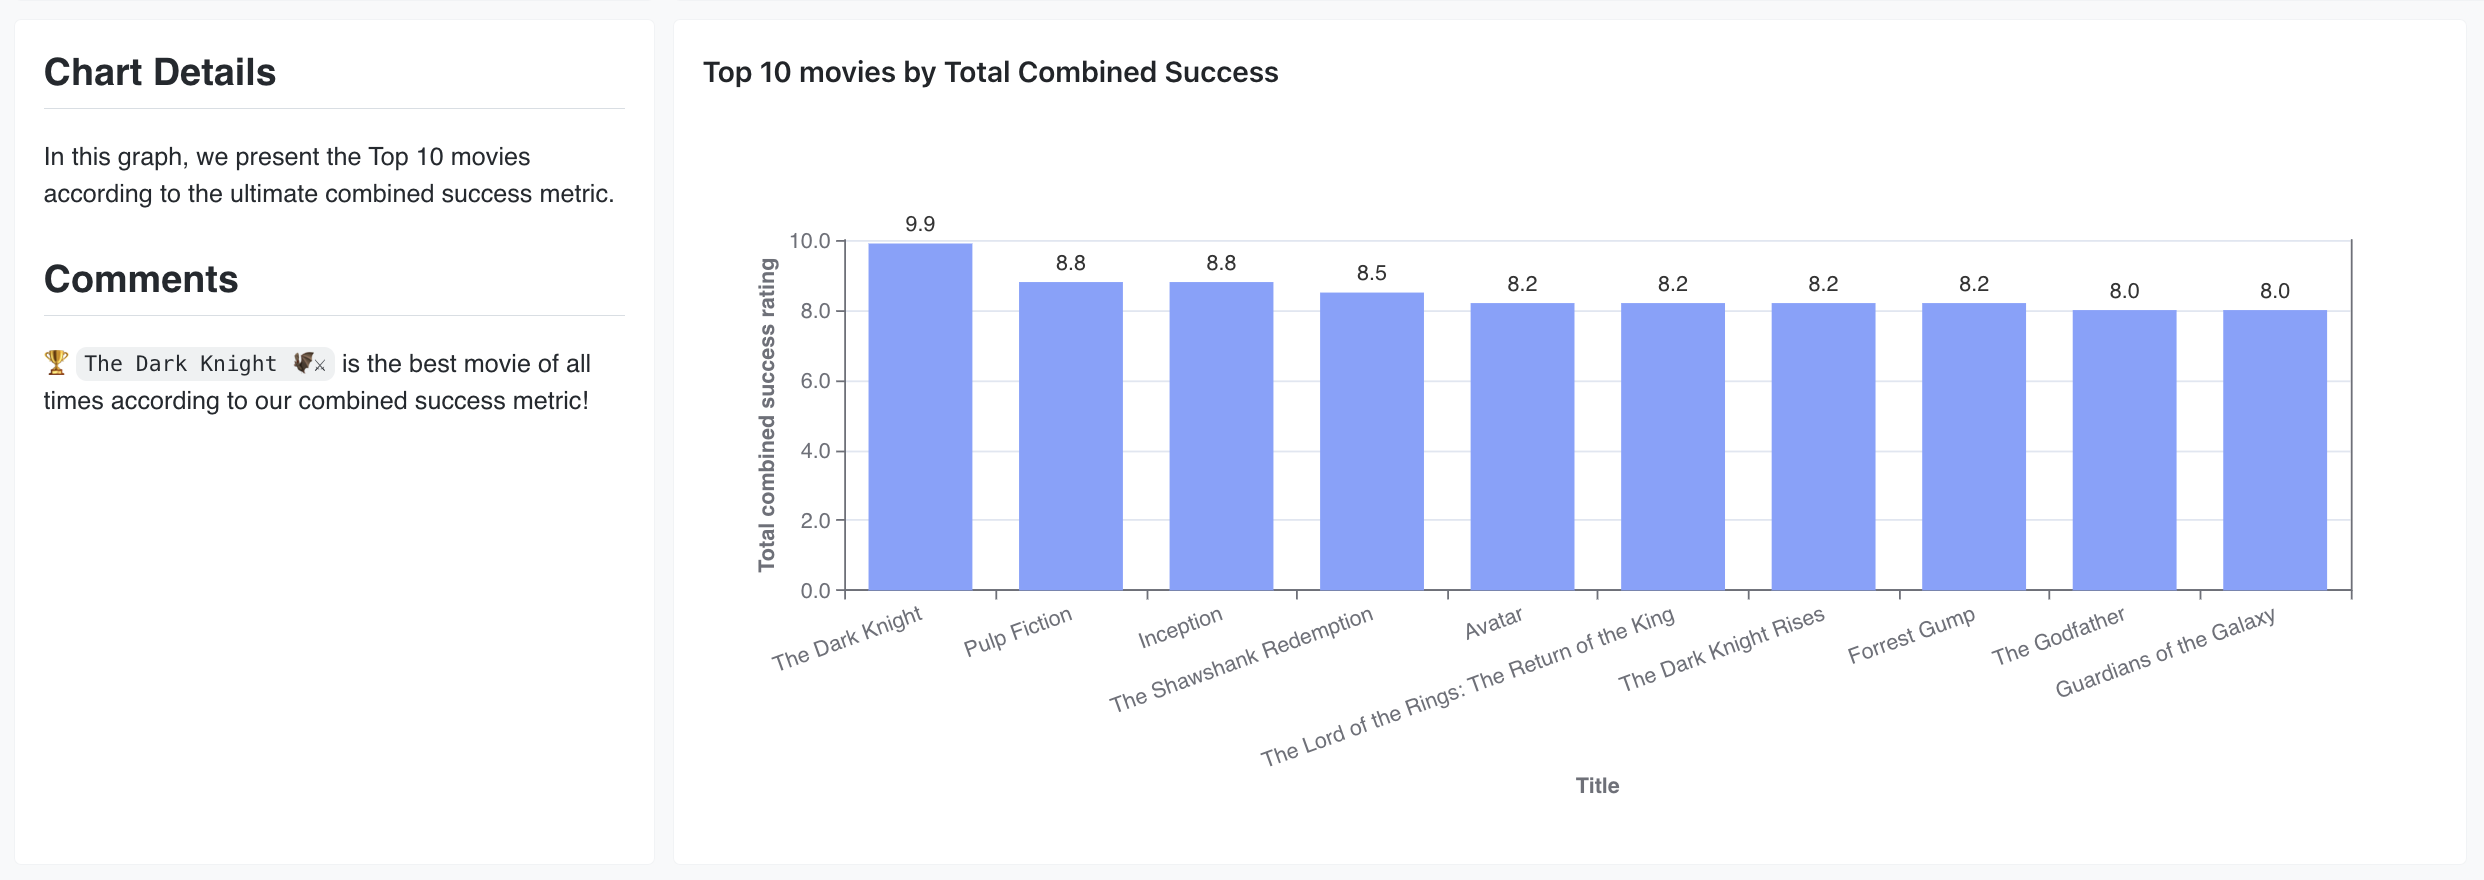 Chart Details
In this graph, we present the Top 10 movies
according to the ultimate combined success metric.
Comments
🏆 The Dark Knight 🦇⚔ is the best movie of all
times according to our combined success metric!
Top 10 movies by Total Combined Success
Total combined success rating
10.0
8.0
6.0
4.0
2.0
0.0
9.9
8.8
8.8
8.5
8.2
8.2
8.2
8.2
8.0
8.0
The Dark Knight
Pulp Fiction
Inception
The Shawshank Redemption
Avatar
The Lord of the Rings: The Return of the King
The Dark Knight Rises
Forrest Gump
The Godfather
Guardians of the Galaxy
Title